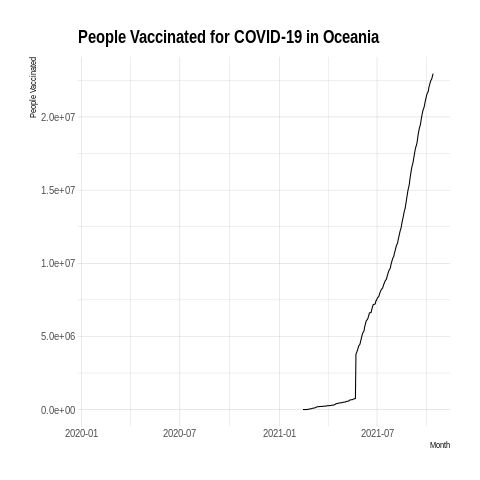 People Vaccinated for COVID-19 in Oceania
People Vaccinated
2.0e+07
1.5e+07
1.0e+07
5.0e+06
0.0e+00
2020-01 2020-07 2021-01 2021-07
Month